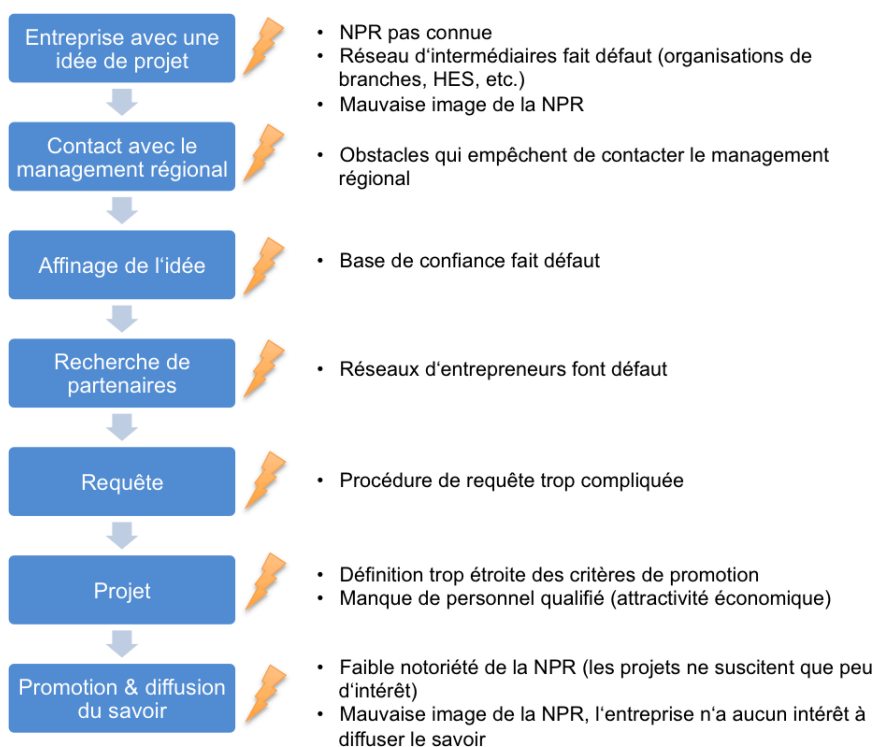 Entreprise avec une
idée de projet
• NPR pas connue
• Réseau d‘intermédiaires fait défaut (organisations de
branches, HES, etc.)
• Mauvaise image de la NPR
Contact avec le
management régional
• Obstacles qui empêchent de contacter le management
régional
Affinage de l‘idée
• Base de confiance fait défaut
Recherche de
partenaires
• Réseaux d‘entrepreneurs font défaut
Requête
• Procédure de requête trop compliquée
Projet
• Définition trop étroite des critères de promotion
• Manque de personnel qualifié (attractivité économique)
Promotion & diffusion
du savoir
• Faible notoriété de la NPR (les projets ne suscitent que peu
d‘intérêt)
• Mauvaise image de la NPR, l‘entreprise n‘a aucun intérêt à
diffuser le savoir